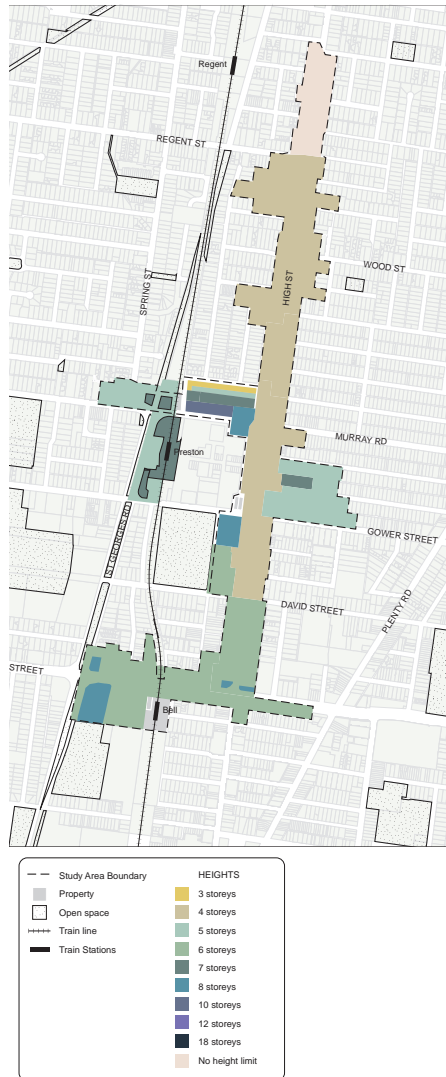 Regent
REGENT ST
WOOD ST
SPRING ST
HIGH ST
MURRAY RD
Preston
GOWER STREET
ST GEORGES RD
DAVID STREET
PLENTY RD
STREET
Bell
Study Area Boundary
Property
Open space
Train line
Train Stations
HEIGHTS
3 storeys
4 storeys
5 storeys
6 storeys
7 storeys
8 storeys
10 storeys
12 storeys
18 storeys
No height limit